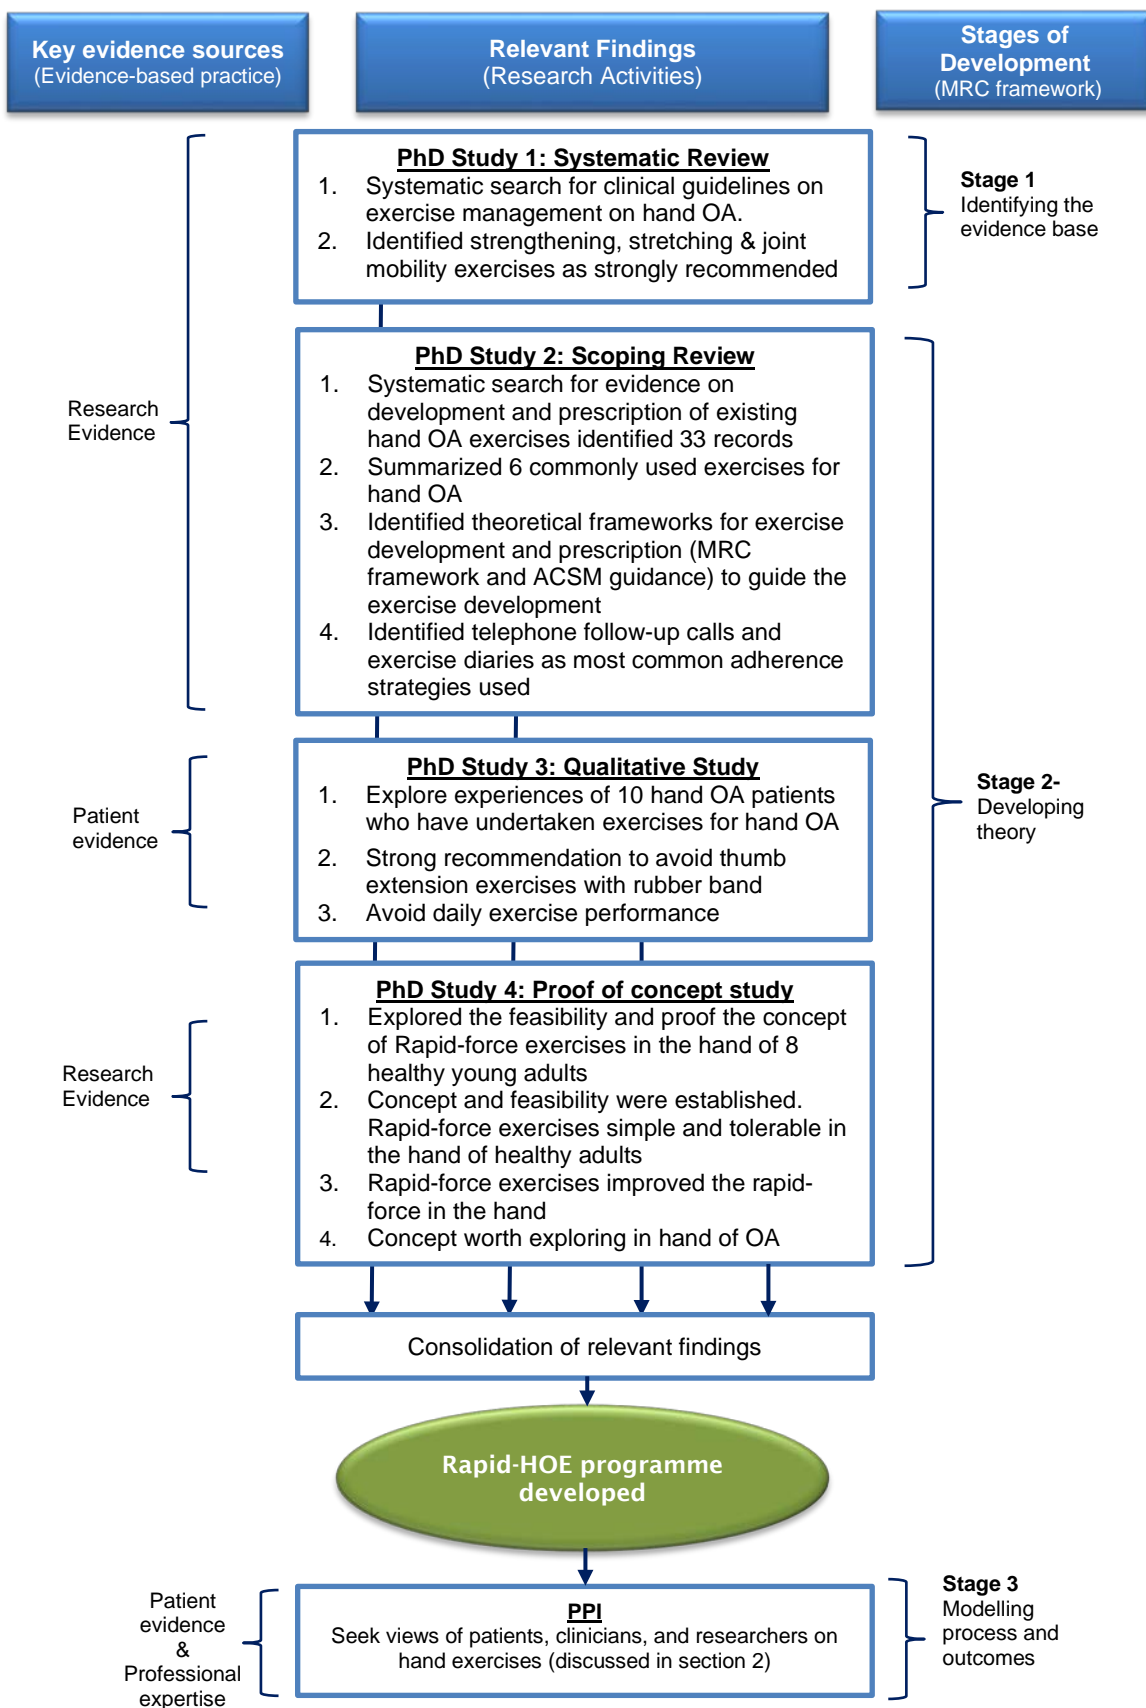 Key evidence sources
(Evidence-based practice)
Relevant Findings
(Research Activities)
Stages of
Development
(MRC framework)
PhD Study 1: Systematic Review
1. Systematic search for clinical guidelines on
exercise management on hand OA.
2. Identified strengthening, stretching & joint
mobility exercises as strongly recommended
Stage 1
Identifying the
evidence base
Research
Evidence
PhD Study 2: Scoping Review
1. Systematic search for evidence on
development and prescription of existing
hand OA exercises identified 33 records
2. Summarized 6 commonly used exercises for
hand OA
3. Identified theoretical frameworks for exercise
development and prescription (MRC
framework and ACSM guidance) to guide the
exercise development
4. Identified telephone follow-up calls and
exercise diaries as most common adherence
strategies used
Patient
evidence
PhD Study 3: Qualitative Study
1. Explore experiences of 10 hand OA patients
who have undertaken exercises for hand OA
2. Strong recommendation to avoid thumb
extension exercises with rubber band
3. Avoid daily exercise performance
Stage 2-
Developing
theory
Research
Evidence
PhD Study 4: Proof of concept study
1. Explored the feasibility and proof the concept
of Rapid-force exercises in the hand of 8
healthy young adults
2. Concept and feasibility were established.
Rapid-force exercises simple and tolerable in
the hand of healthy adults
3. Rapid-force exercises improved the rapid-
force in the hand
4. Concept worth exploring in hand of OA
Consolidation of relevant findings
Rapid-HOE programme
developed
Patient
evidence
&
Professional
expertise
PPI
Seek views of patients, clinicians, and researchers on
hand exercises (discussed in section 2)
Stage 3
Modelling
process and
outcomes